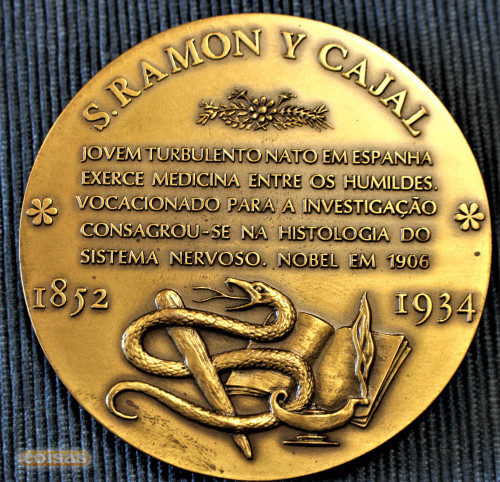 S. RAMON Y CAJAL
JOVEM TURBULENTO NATO EM ESPANHA
EXERCE MEDICINA ENTRE OS HUMILDES.
VOCACIONADO PARA A INVESTIGAÇÃO
CONSAGROU-SE NA HISTOLOGIA DO
SISTEMA NERVOSO. NOBEL EM 1906
1852 1934
coisas